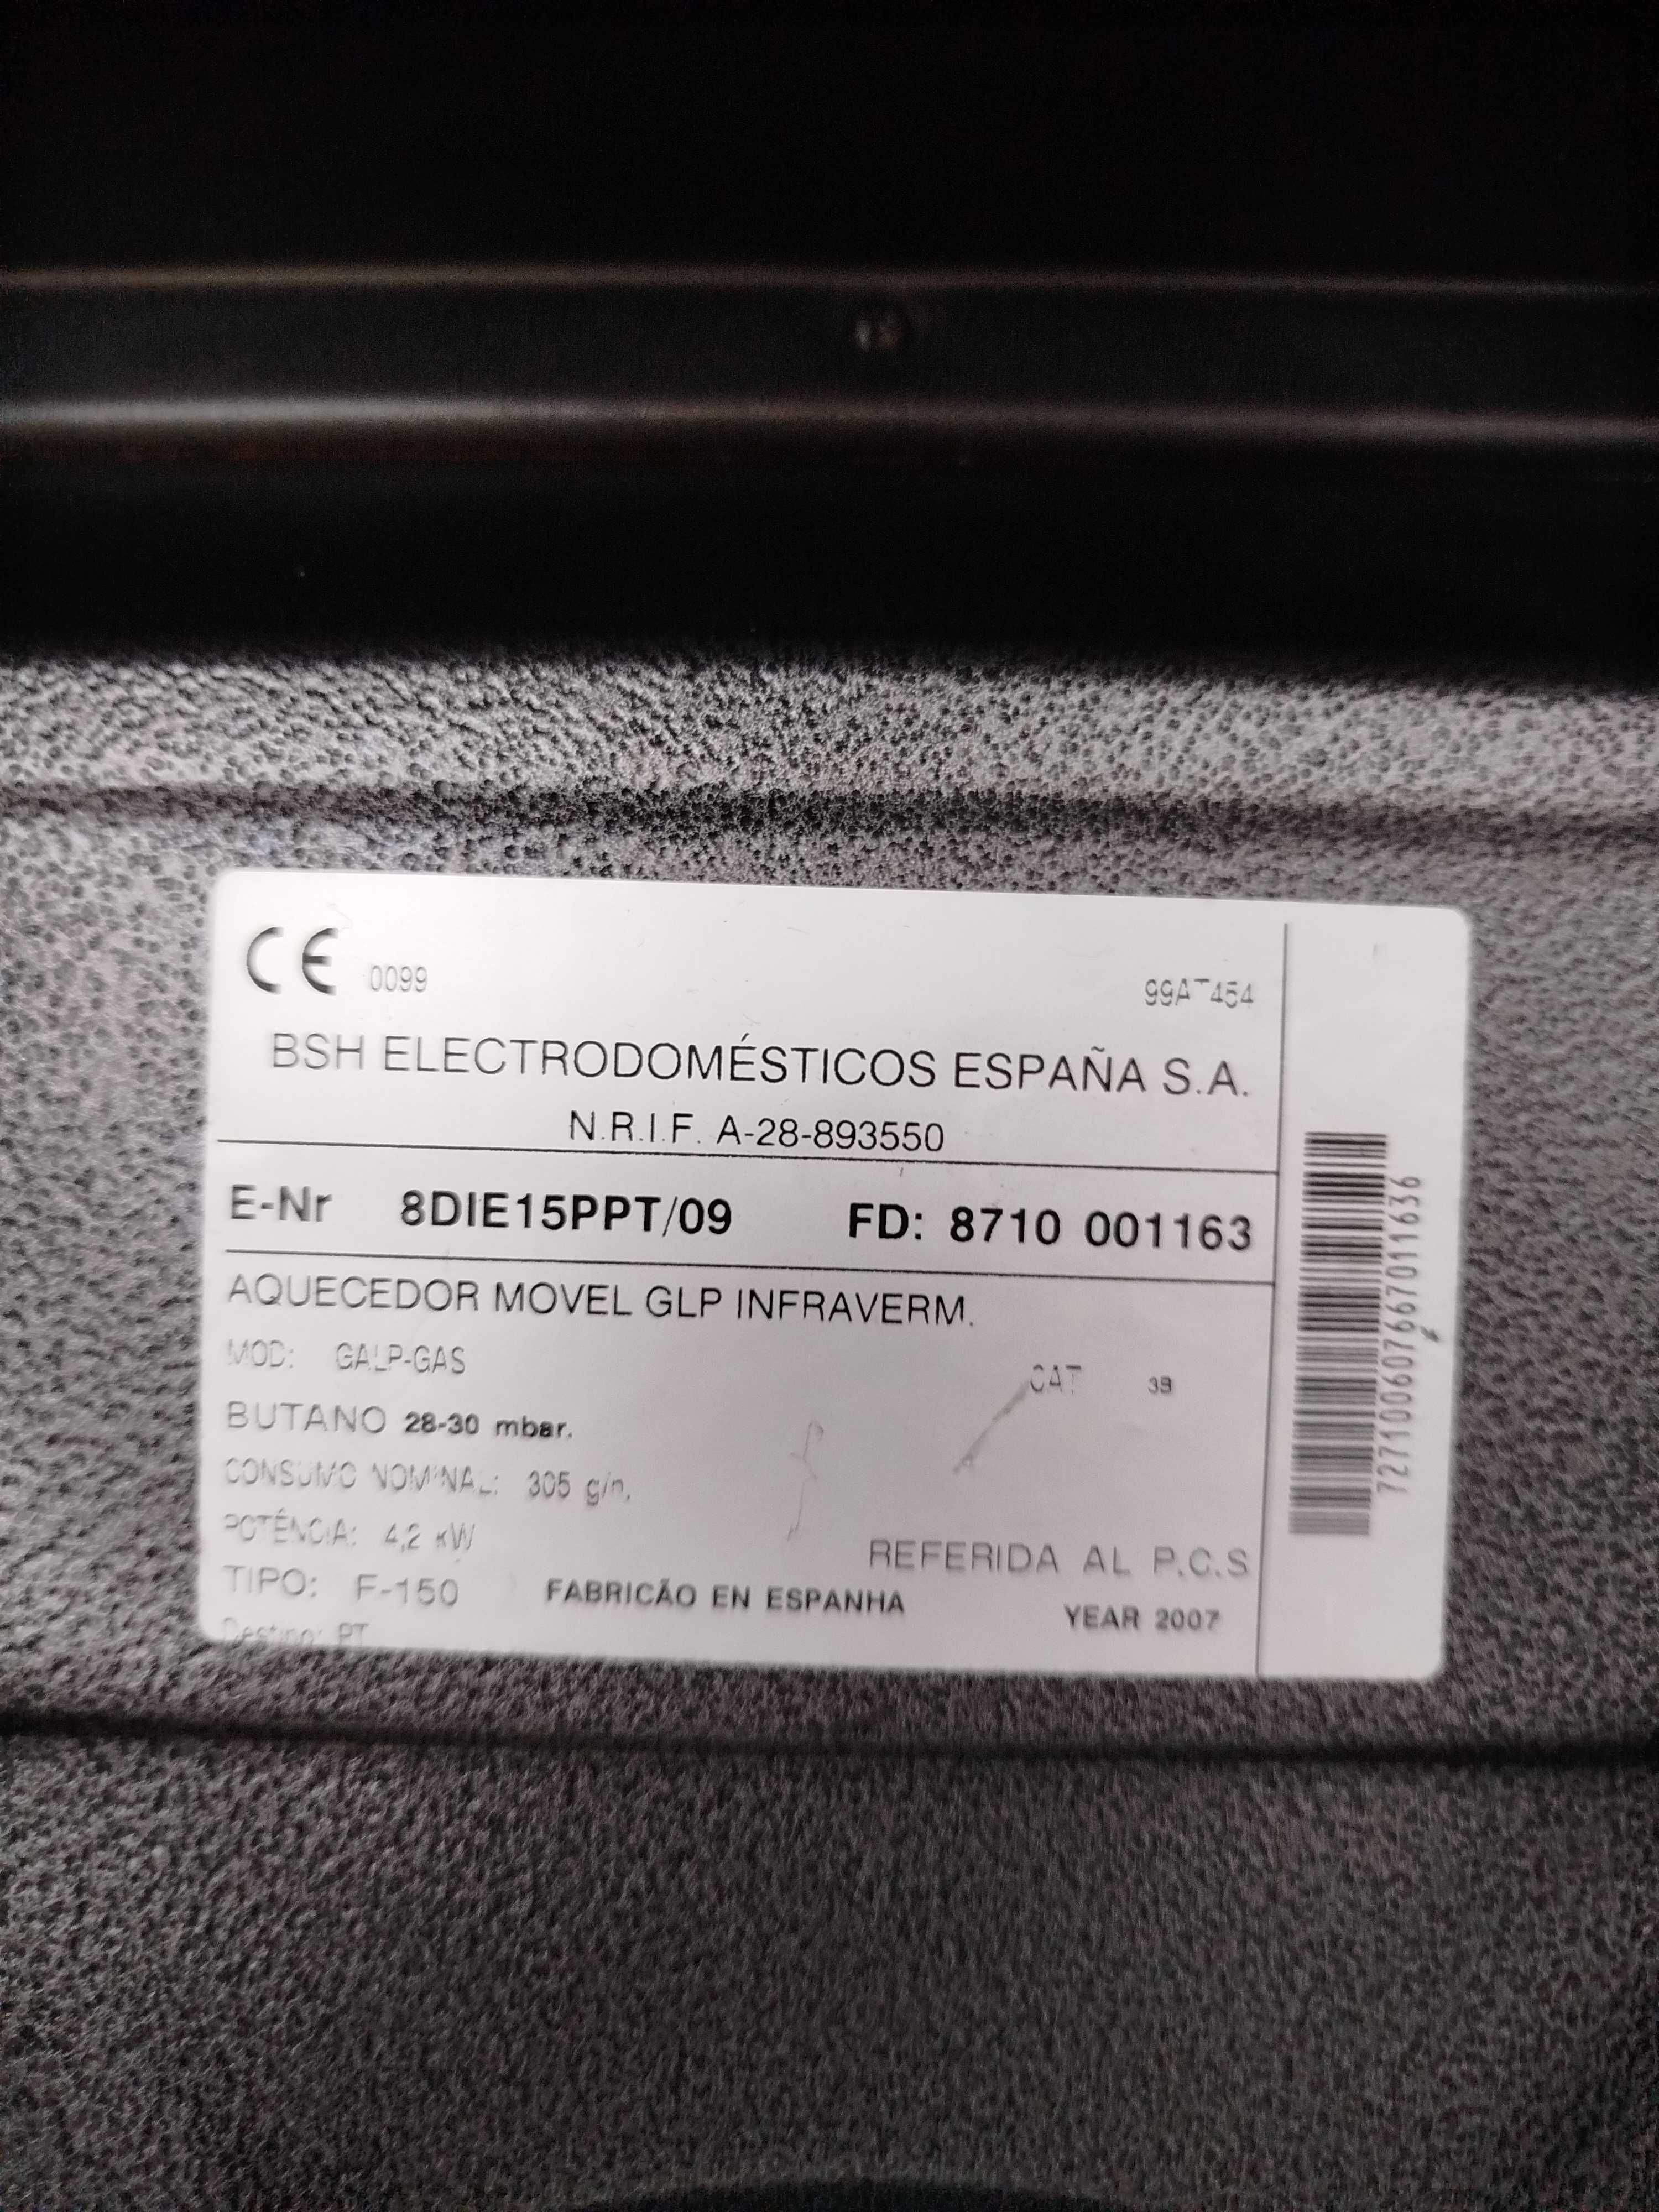 CE 0099 99AT454
BSH ELECTRODOMÉSTICOS ESPAÑA S.A.
N.R.I.F. A-28-893550
E-Nr 8DIE15PPT/09 FD: 8710 001163
AQUECEDOR MOVEL GLP INFRAVERM.
MOD: GALP-GAS CAT 3B
BUTANO 28-30 mbar.
CONSUMO NOMINAL: 305 g/h.
POTÊNCIA: 4,2 kW
REFERIDA AL P.C.S
TIPO: F-150 FABRICÃO EN ESPANHA YEAR 2007
Destino: PT
72710060766701163​6